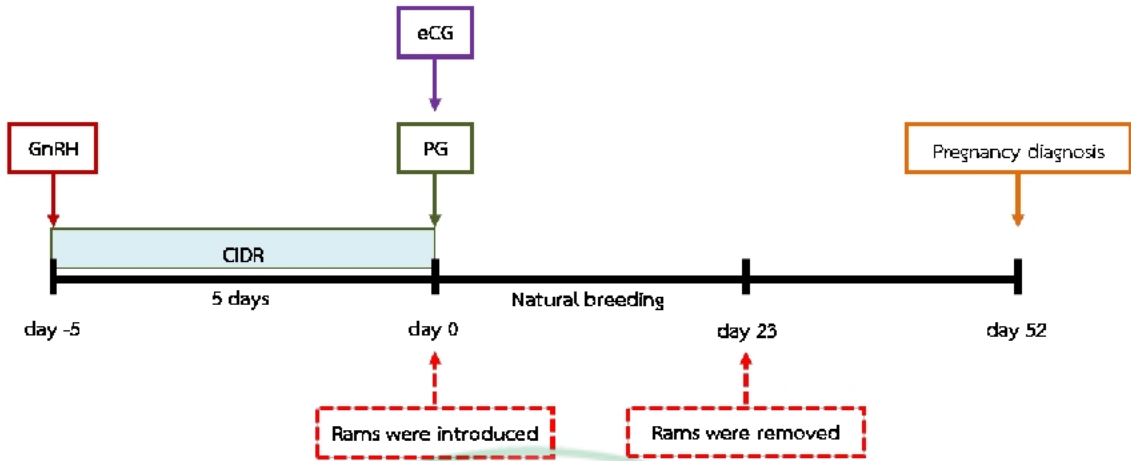 eCG
GnRH
PG
Pregnancy diagnosis
CIDR
5 days
Natural breeding
day -5
day 0
day 23
day 52
Rams were introduced
Rams were removed